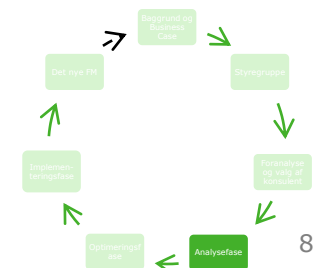 Baggrund og
Business
Case
Styregruppe
Foranalyse
og valg af
konsulent
Analysefase
Optimeringsf
ase
Implemen-
teringsfase
Det nye FM
8